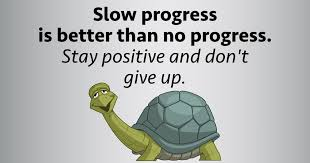 Slow progress
is better than no progress.
Stay positive and don't
give up.